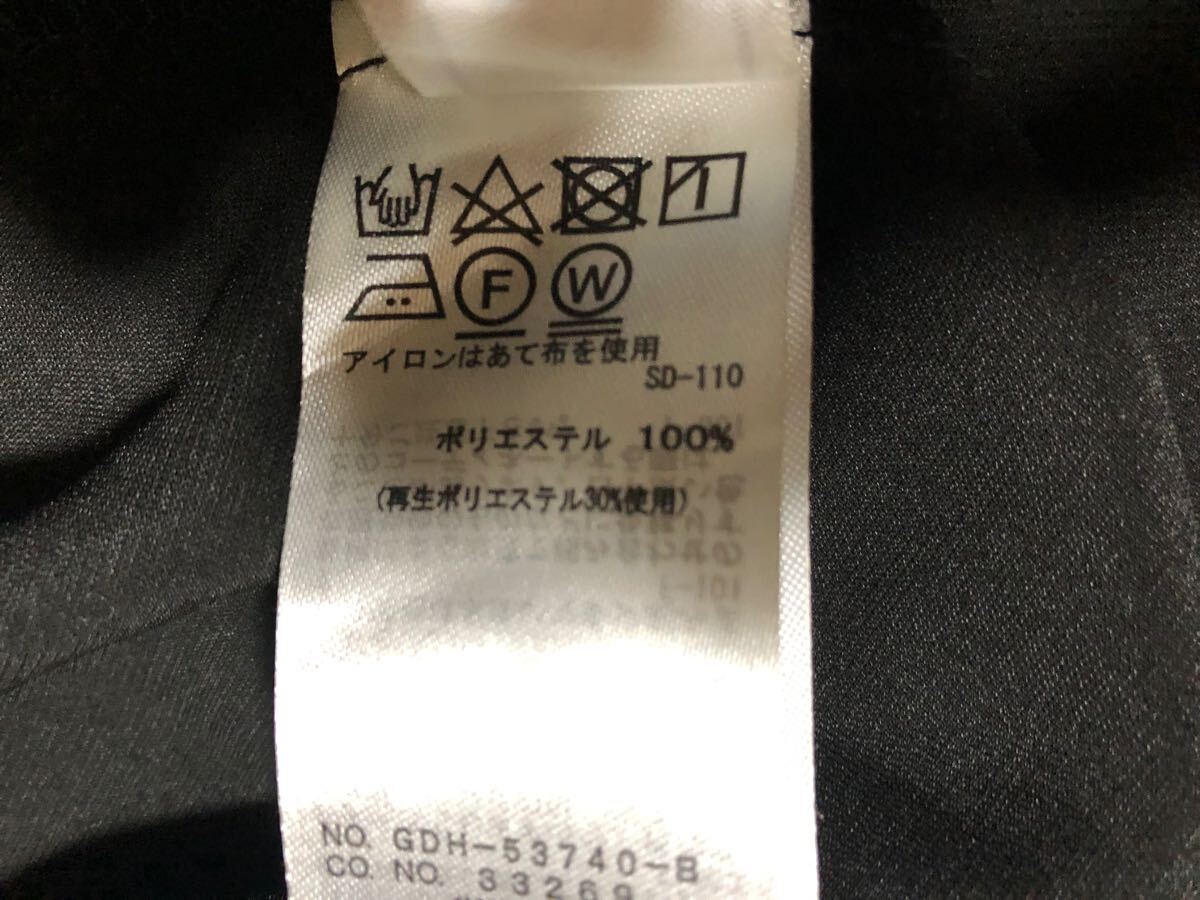 F W
アイロンはあて布を使用
SD-110
ポリエステル 100%
(再生ポリエステル30%使用)
NO. GDH-53740-B
CO. NO. 33269